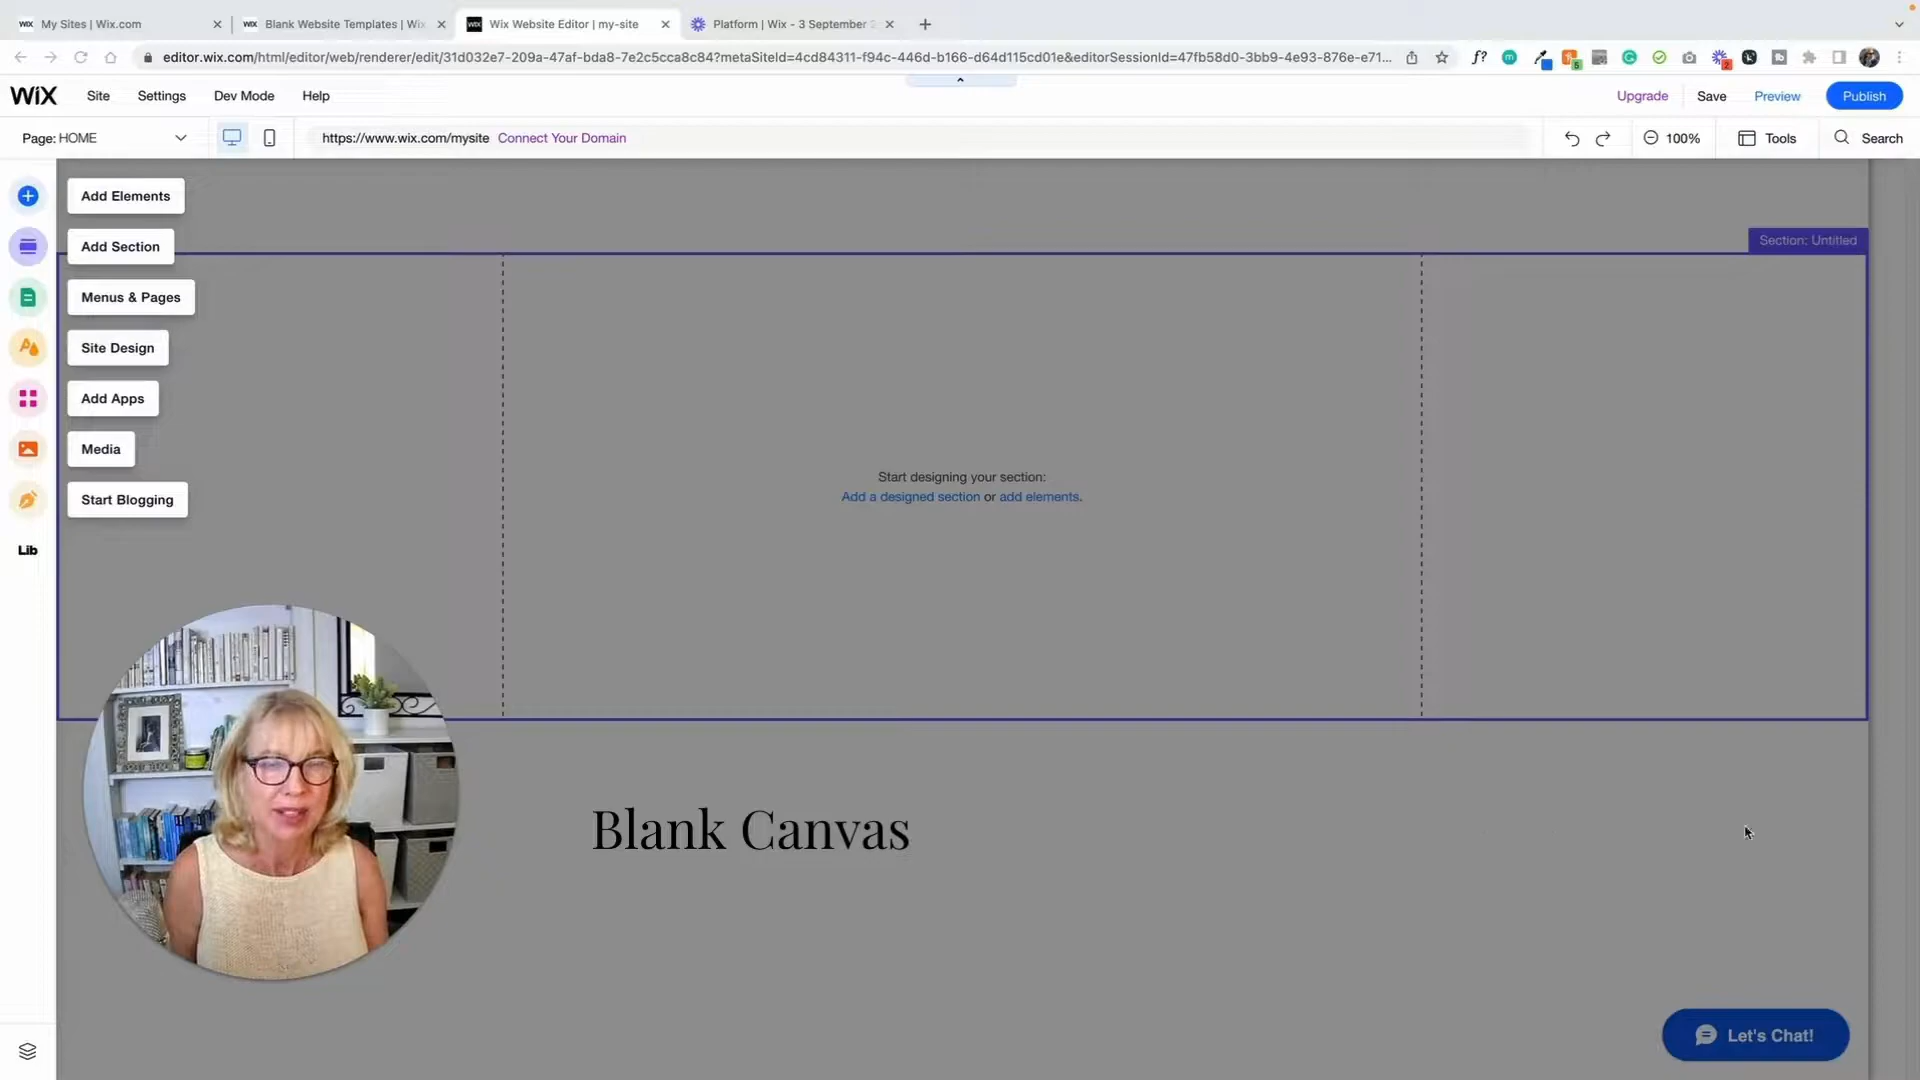 My Sites | Wix.com
Blank Website Templates | Wix
Wix Website Editor | my-site
Platform | Wix - 3 September
editor.wix.com/html/editor/web/renderer/edit/31d032e7-209a-47af-bda8-7e2c5cca8c84?metaSiteId=4cd84311-f94c-446d-b166-d64d115cd01e&editorSessionId=47fb58d0-3bb9-4e93-876e-e71...
WIX
Site
Settings
Dev Mode
Help
Upgrade
Save
Preview
Publish
Page: HOME
https://www.wix.com/mysite
Connect Your Domain
100%
Tools
Search
Add Elements
Section: Untitled
Add Section
Menus & Pages
Site Design
Add Apps
Media
Start designing your section:
Add a designed section or add elements.
Start Blogging
Lib
Blank Canvas
Let's Chat!